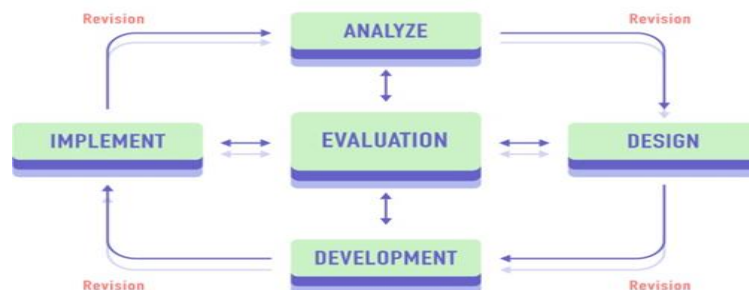 Revision
ANALYZE
Revision
IMPLEMENT
EVALUATION
DESIGN
DEVELOPMENT
Revision
Revision